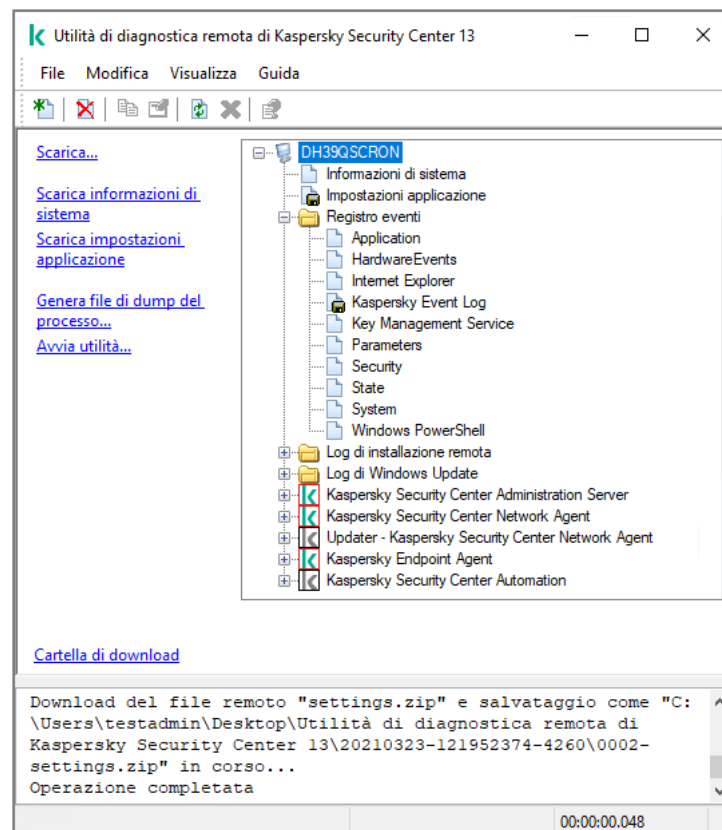 Utilità di diagnostica remota di Kaspersky Security Center 13
File Modifica Visualizza Guida
Scarica...
Scarica informazioni di
sistema
Scarica impostazioni
applicazione
Genera file di dump del
processo...
Avvia utilità...
DH39QSCRON
Informazioni di sistema
Impostazioni applicazione
Registro eventi
Application
HardwareEvents
Internet Explorer
Kaspersky Event Log
Key Management Service
Parameters
Security
State
System
Windows PowerShell
Log di installazione remota
Log di Windows Update
Kaspersky Security Center Administration Server
Kaspersky Security Center Network Agent
Updater - Kaspersky Security Center Network Agent
Kaspersky Endpoint Agent
Kaspersky Security Center Automation
Cartella di download
Download del file remoto "settings.zip" e salvataggio come "C:
\Users\testadmin\Desktop\Utilità di diagnostica remota di
Kaspersky Security Center 13\20210323-121952374-4260\0002-
settings.zip" in corso...
Operazione completata
00:00:00.048